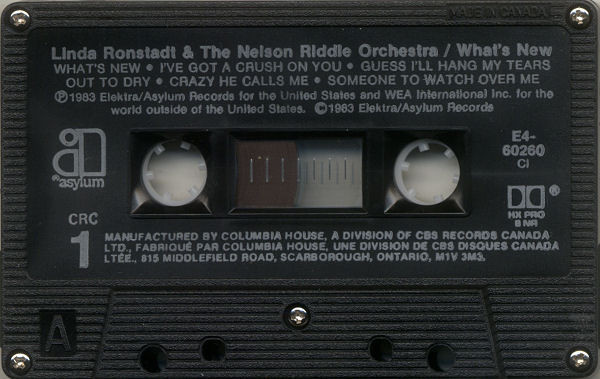 MADE IN CANADA
Linda Ronstadt & The Nelson Riddle Orchestra / What's New
WHAT'S NEW • I'VE GOT A CRUSH ON YOU • GUESS I'LL HANG MY TEARS
OUT TO DRY • CRAZY HE CALLS ME • SOMEONE TO WATCH OVER ME
℗1983 Elektra/Asylum Records for the United States and WEA International Inc. for the
world outside of the United States. ©1983 Elektra/Asylum Records
asylum
E4-
60260
CI
CRC
1
HX PRO
B NR
®
MANUFACTURED BY COLUMBIA HOUSE, A DIVISION OF CBS RECORDS CANADA
LTD., FABRIQUÉ PAR COLUMBIA HOUSE, UNE DIVISION DE CBS DISQUES CANADA
LTÉE., 815 MIDDLEFIELD ROAD, SCARBOROUGH, ONTARIO, M1V 3M3.
A